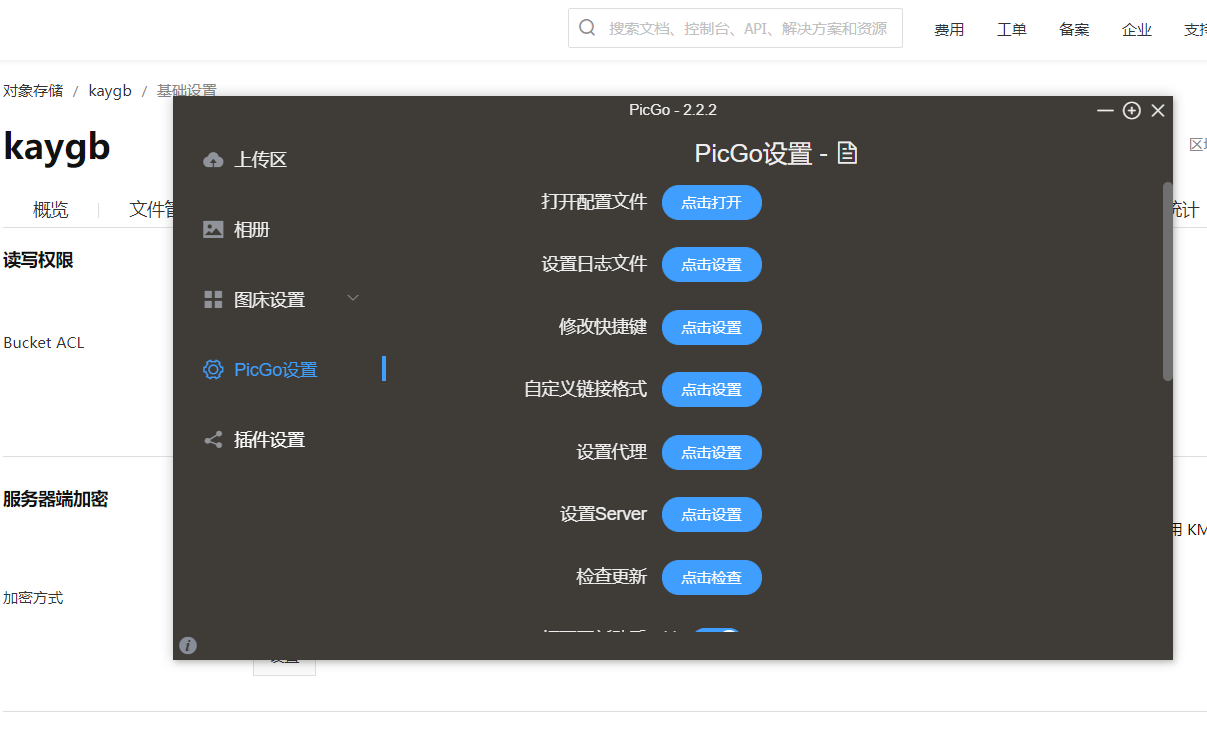 搜索文档、控制台、API、解决方案和资源
费用
工单
备案
企业
支持
对象存储 / kaygb / 基础设置
kaygb
概览
文件管
统计
读写权限
Bucket ACL
服务器端加密
用 KM
加密方式
设置
PicGo - 2.2.2
上传区
相册
图床设置
PicGo设置
插件设置
PicGo设置 -
打开配置文件 点击打开
设置日志文件 点击设置
修改快捷键 点击设置
自定义链接格式 点击设置
设置代理 点击设置
设置Server 点击设置
检查更新 点击检查